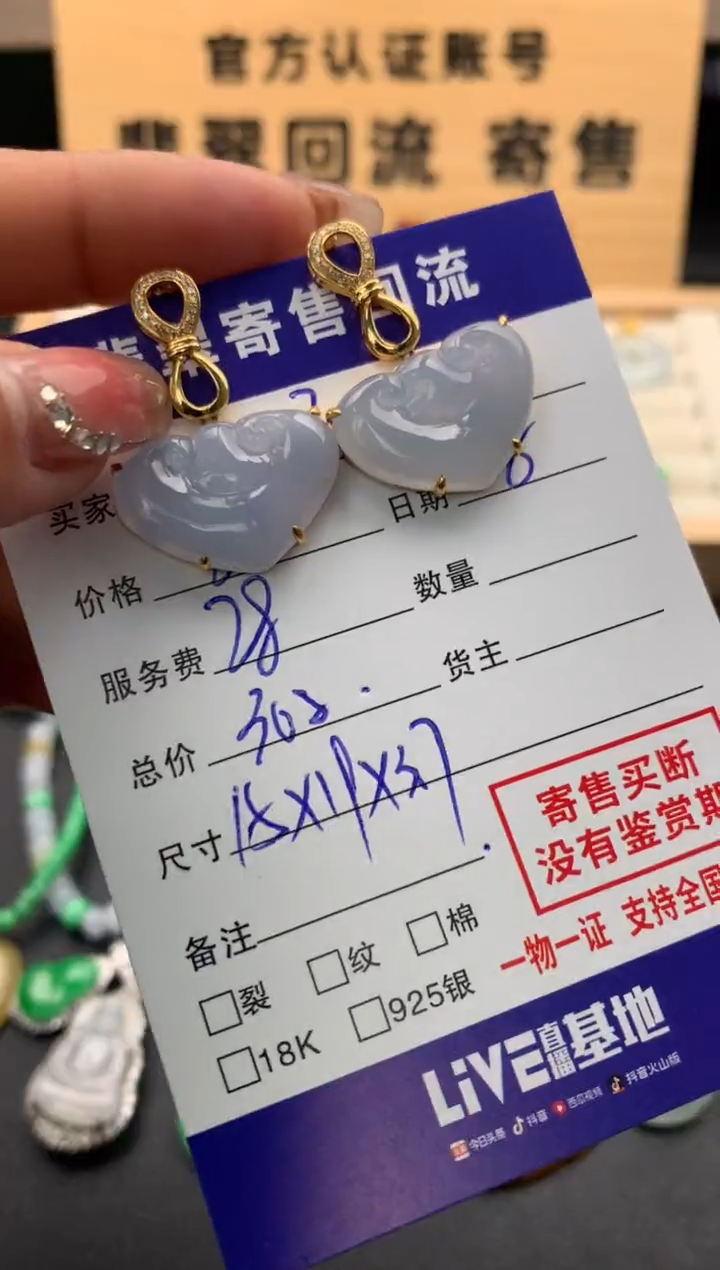 官方认证账号
翡翠回流 寄售
翡翠寄售回流
买家
日期 6
价格
数量
服务费 28
货主
总价
尺寸
寄售买断
没有鉴赏期
备注
一物一证 支持全国
□裂 □纹 □棉
□18K □925银
LiVE直播基地
今日头条 抖音 西瓜视频 抖音火山版